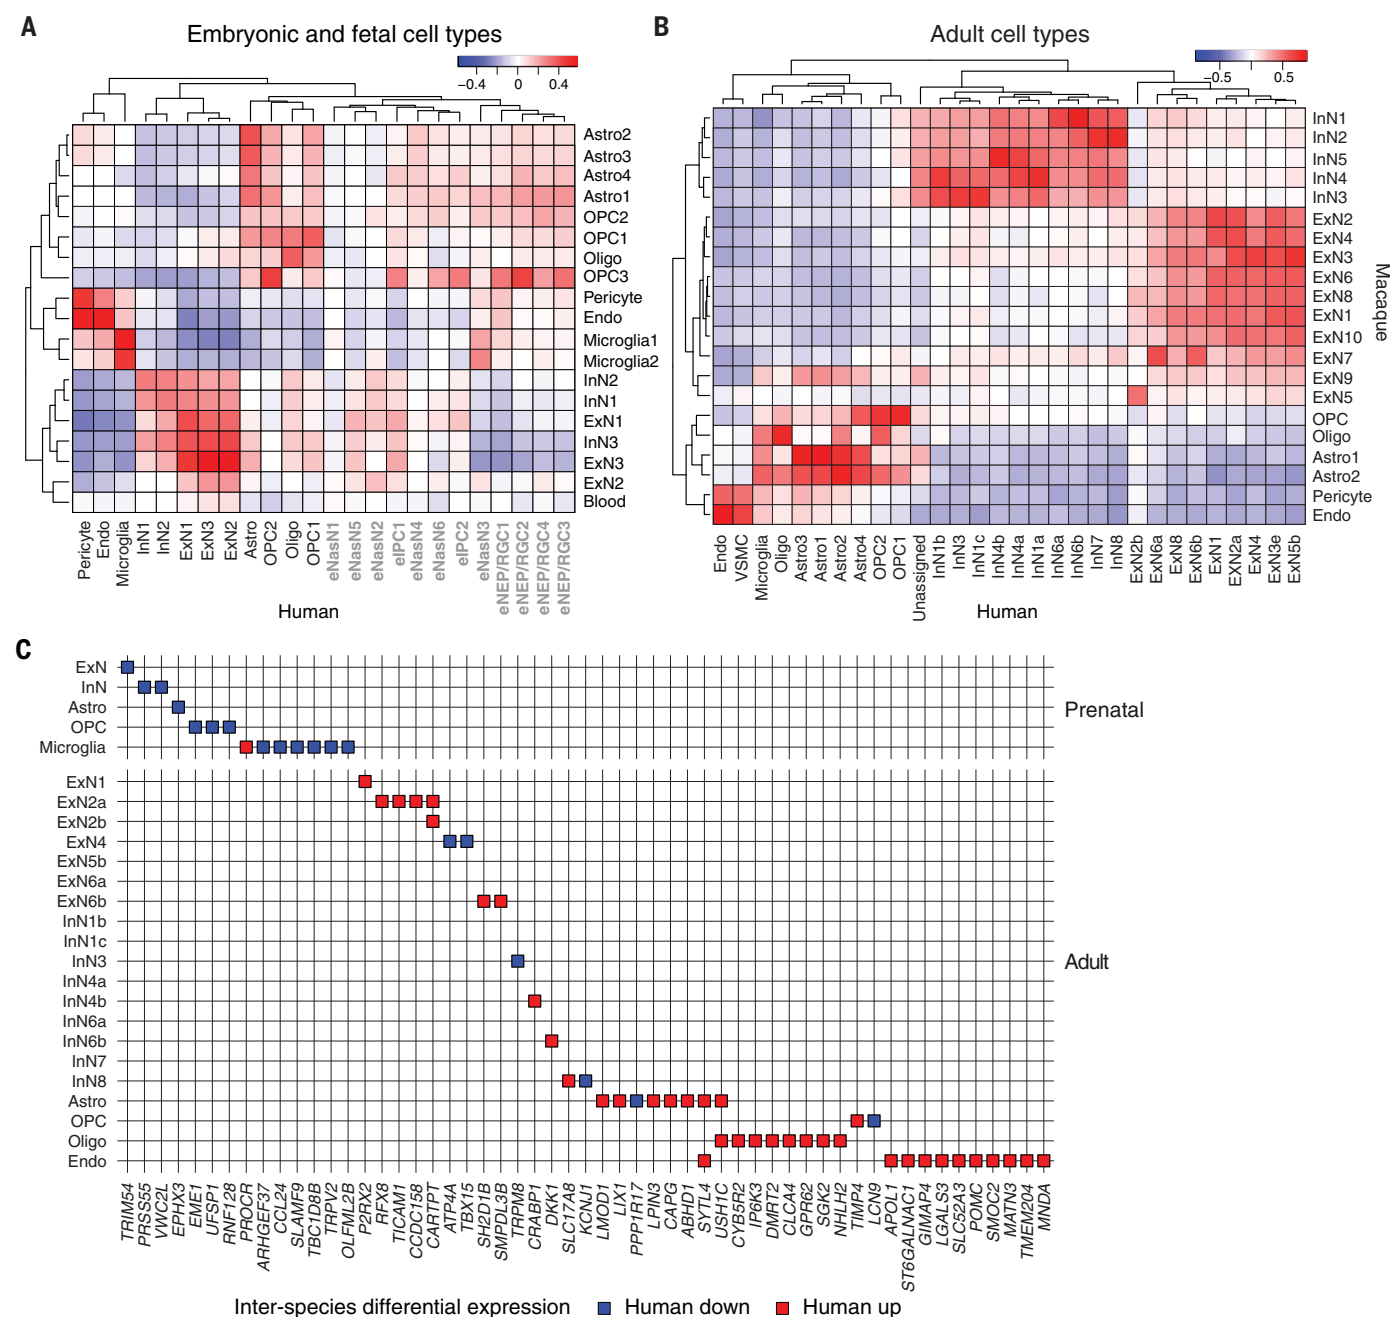 A
Embryonic and fetal cell types
−0.4 0 0.4
Astro2
Astro3
Astro4
Astro1
OPC2
OPC1
Oligo
OPC3
Pericyte
Endo
Microglia1
Microglia2
InN2
InN1
ExN1
InN3
ExN3
ExN2
Blood
Pericyte
Endo
Microglia
InN1
InN2
ExN1
ExN3
ExN2
Astro
OPC2
Oligo
OPC1
eNasN1
eNasN5
eNasN2
eIPC1
eNasN4
eNasN6
eIPC2
eNasN3
eNEP/RGC1
eNEP/RGC2
eNEP/RGC4
eNEP/RGC3
Human
B
Adult cell types
−0.5 0.5
InN1
InN2
InN5
InN4
InN3
ExN2
ExN4
ExN3
ExN6
ExN8
ExN1
ExN10
ExN7
ExN9
ExN5
OPC
Oligo
Astro1
Astro2
Pericyte
Endo
Macaque
Endo
VSMC
Microglia
Oligo
Astro3
Astro1
Astro2
Astro4
OPC2
OPC1
Unassigned
InN1b
InN3
InN1c
InN4b
InN4a
InN1a
InN6a
InN6b
InN7
InN8
ExN2b
ExN6a
ExN8
ExN6b
ExN1
ExN2a
ExN4
ExN3e
ExN5b
Human
C
ExN
InN
Astro
OPC
Microglia
Prenatal
ExN1
ExN2a
ExN2b
ExN4
ExN5b
ExN6a
ExN6b
InN1b
InN1c
InN3
InN4a
InN4b
InN6a
InN6b
InN7
InN8
Astro
OPC
Oligo
Endo
Adult
TRIM54
PRSS55
VWC2L
EPHX3
EME1
UFSP1
RNF128
PROCR
ARHGEF37
CCL24
SLAMF9
TBC1D8B
TRPV2
OLFML2B
P2RX2
RFX8
TICAM1
CCDC158
CARTPT
ATP4A
TBX15
SH2D1B
SMPDL3B
TRPM8
CRABP1
DKK1
SLC17A8
KCNJ1
LMOD1
LIX1
PPP1R17
LPIN3
CAPG
ABHD1
SYTL4
USH1C
CYB5R2
IP6K3
DMRT2
CLCA4
GPR62
SGK2
NHLH2
TIMP4
LCN9
APOL1
ST6GALNAC1
GIMAP4
LGALS3
SLC52A3
POMC
SMOC2
MATN3
TMEM204
MNDA
Inter-species differential expression Human down Human up